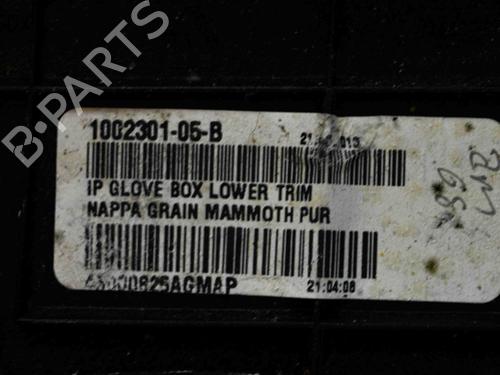 B-PARTS
1002301-05-B
IP GLOVE BOX LOWER TRIM
NAPPA GRAIN MAMMOTH PUR
21:04:08